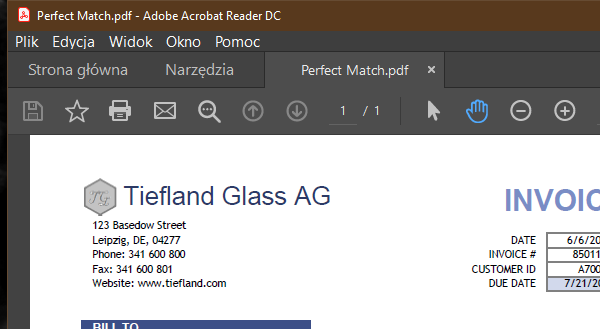 Perfect Match.pdf - Adobe Acrobat Reader DC
Plik Edycja Widok Okno Pomoc
Strona główna Narzędzia Perfect Match.pdf ×
1 / 1
TG Tiefland Glass AG
INVOIC
123 Basedow Street
Leipzig, DE, 04277
Phone: 341 600 800
Fax: 341 600 801
Website: www.tiefland.com
DATE 6/6/20
INVOICE # 85011
CUSTOMER ID A700
DUE DATE 7/21/20
BILL TO